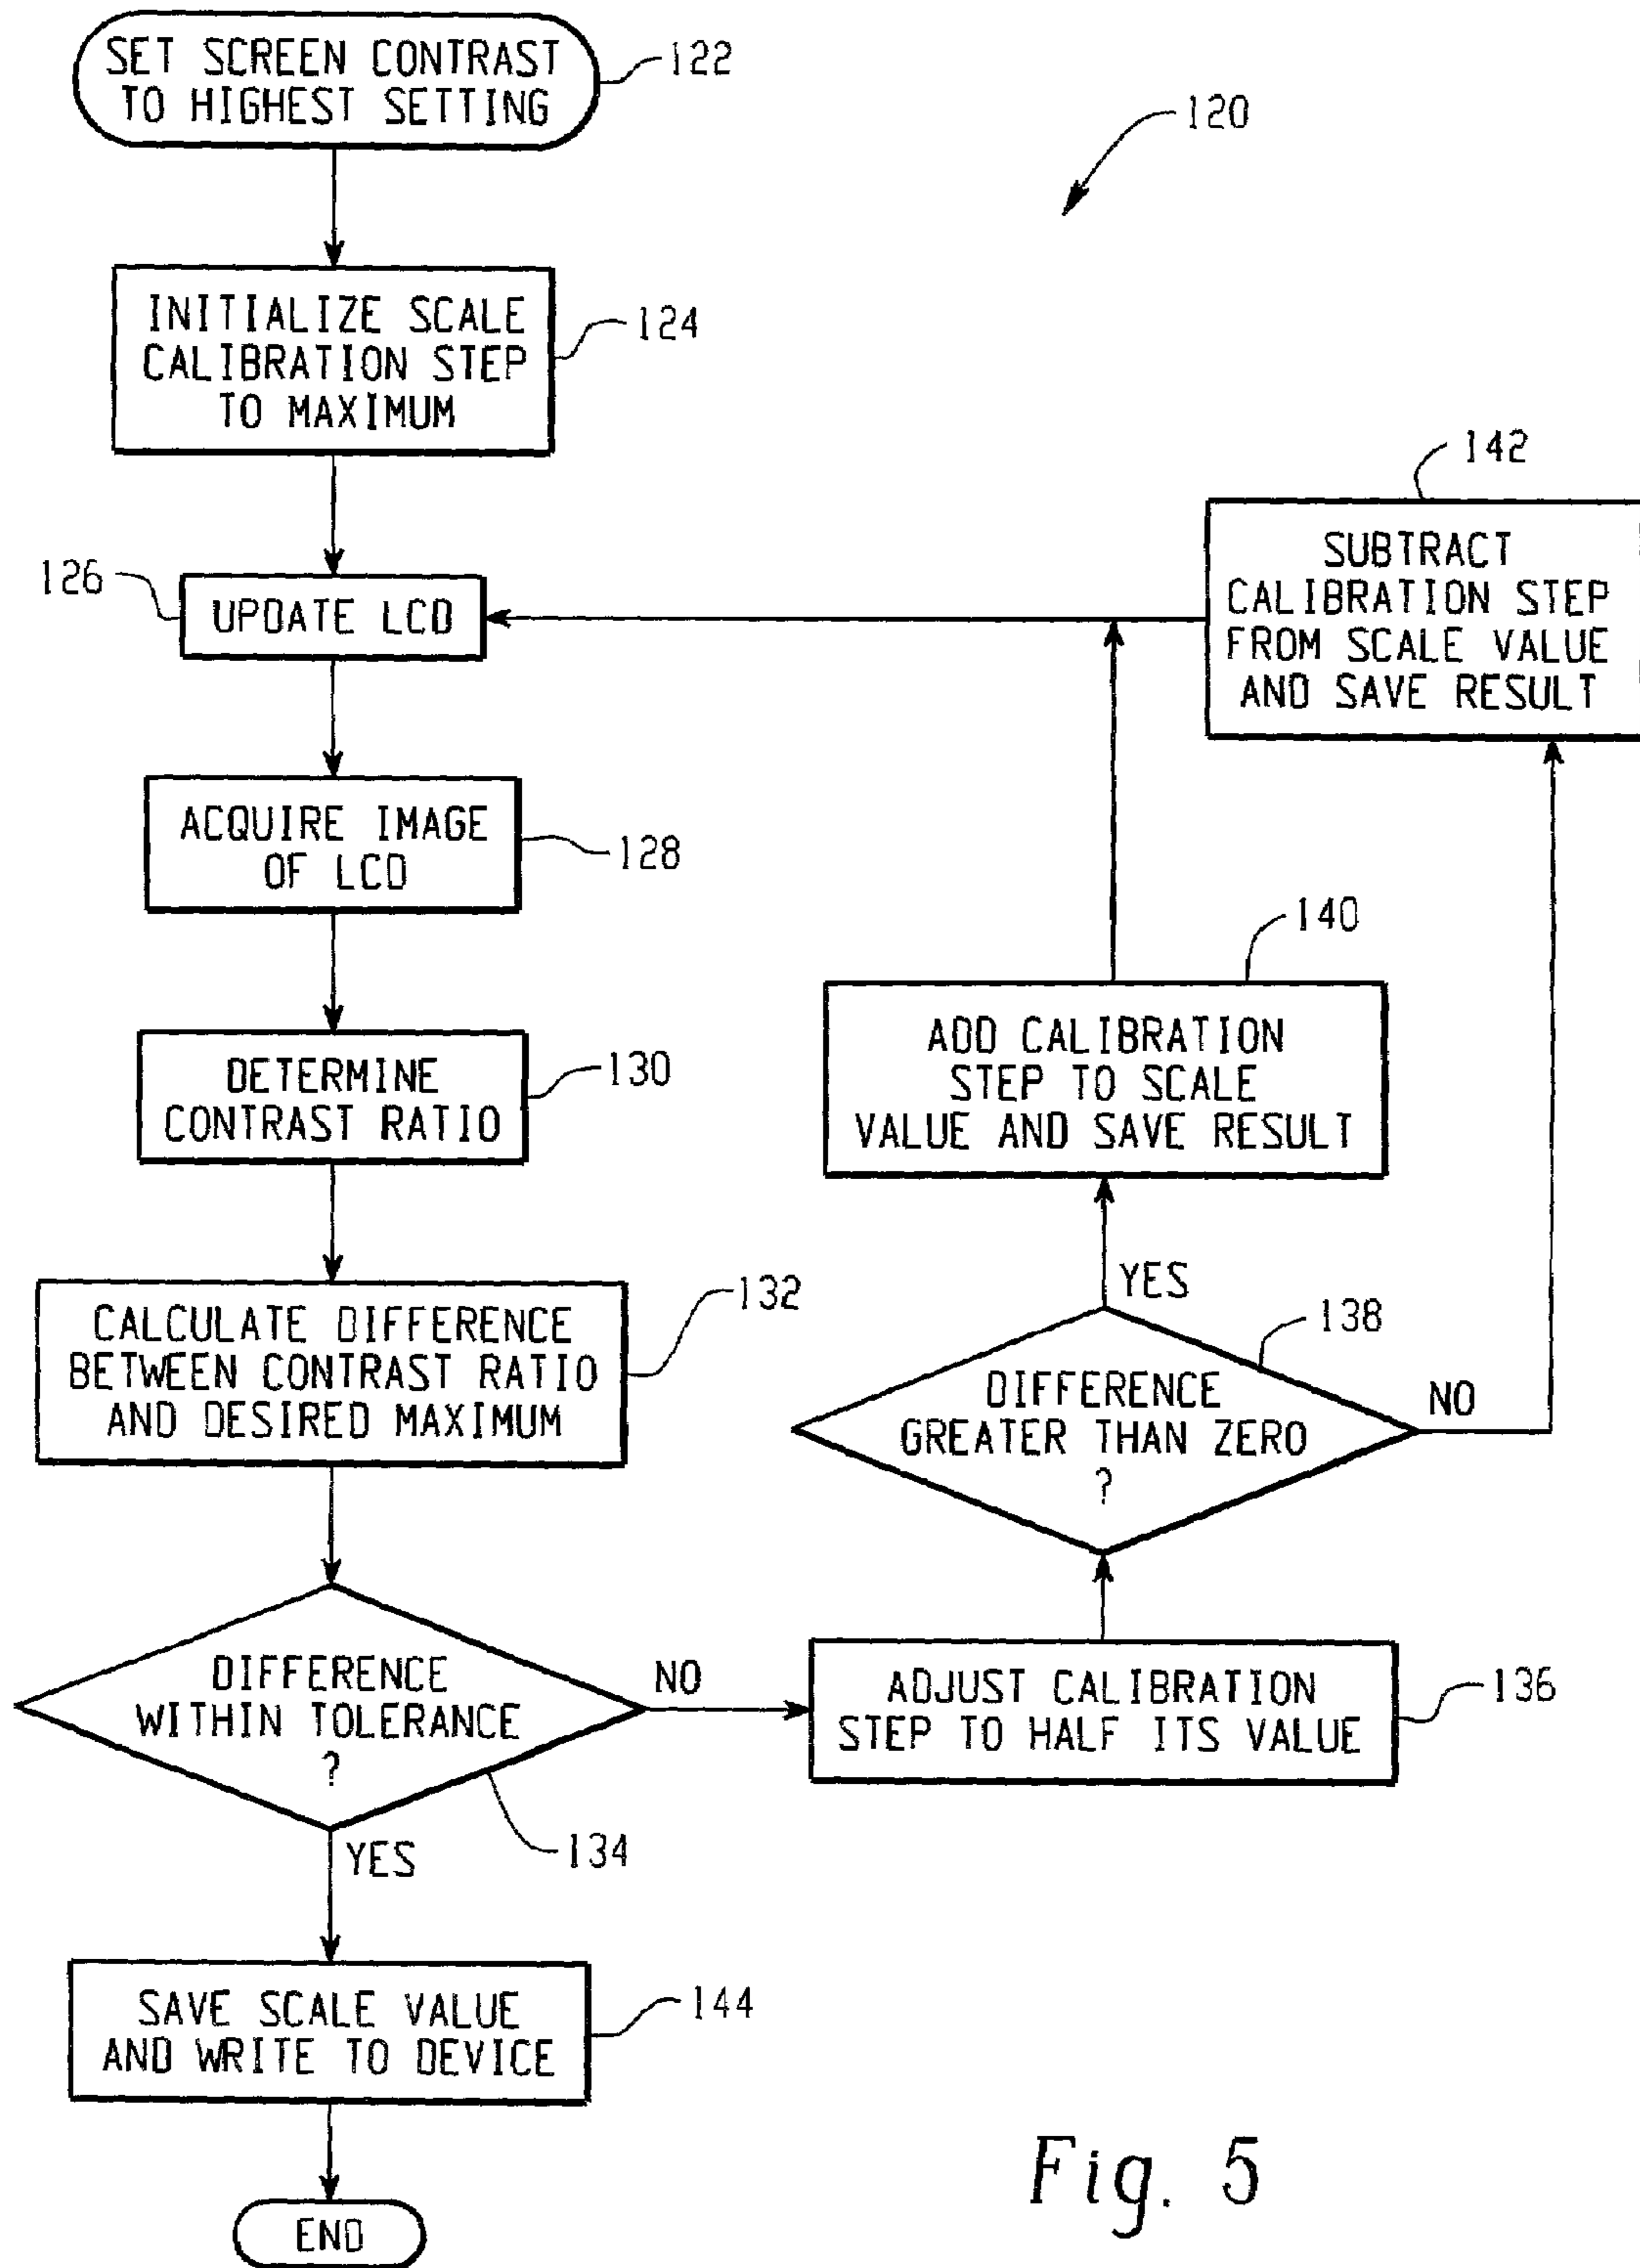 SET SCREEN CONTRAST
TO HIGHEST SETTING
122
120
INITIALIZE SCALE
CALIBRATION STEP
TO MAXIMUM
124
142
SUBTRACT
CALIBRATION STEP
FROM SCALE VALUE
AND SAVE RESULT
126
UPDATE LCD
ACQUIRE IMAGE
OF LCD
128
140
ADD CALIBRATION
STEP TO SCALE
VALUE AND SAVE RESULT
DETERMINE
CONTRAST RATIO
130
YES
138
CALCULATE DIFFERENCE
BETWEEN CONTRAST RATIO
AND DESIRED MAXIMUM
132
DIFFERENCE
GREATER THAN ZERO
?
NO
DIFFERENCE
WITHIN TOLERANCE
?
NO
134
YES
ADJUST CALIBRATION
STEP TO HALF ITS VALUE
136
SAVE SCALE VALUE
AND WRITE TO DEVICE
144
END
Fig. 5